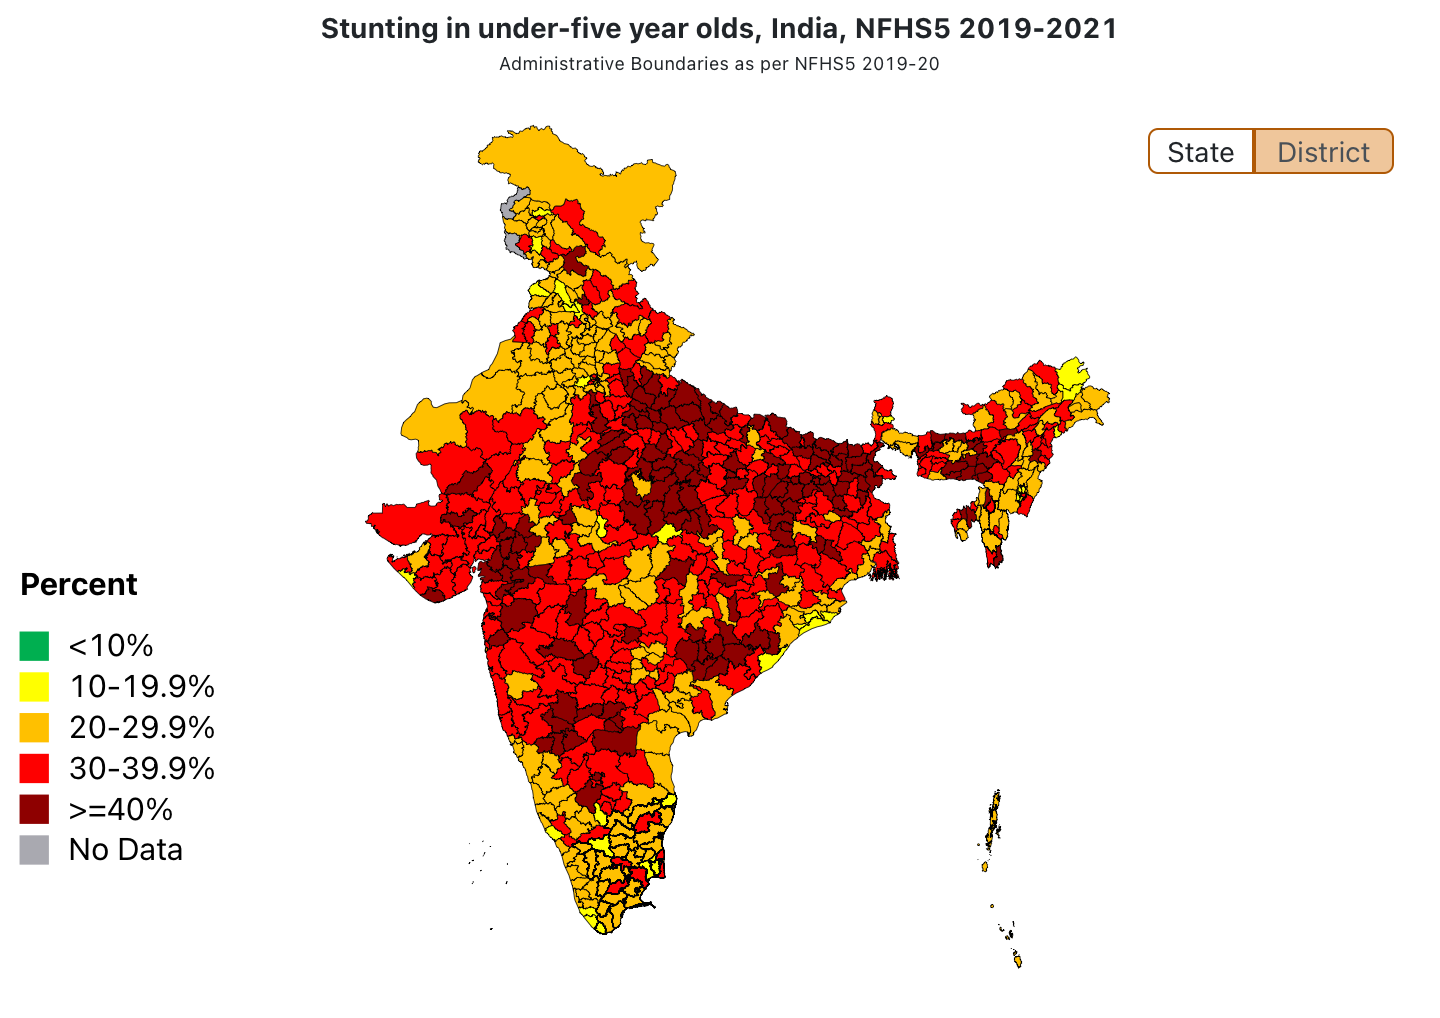 Stunting in under-five year olds, India, NFHS5 2019-2021
Administrative Boundaries as per NFHS5 2019-20
State District
Percent
<10%
10-19.9%
20-29.9%
30-39.9%
>=40%
No Data